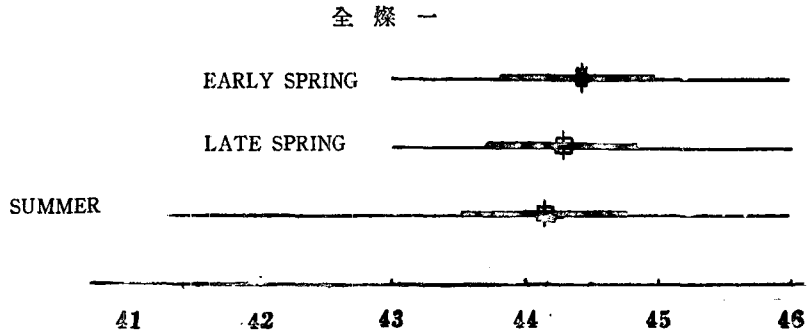 全 燦 一
EARLY SPRING
LATE SPRING
SUMMER
41 42 43 44 45 46